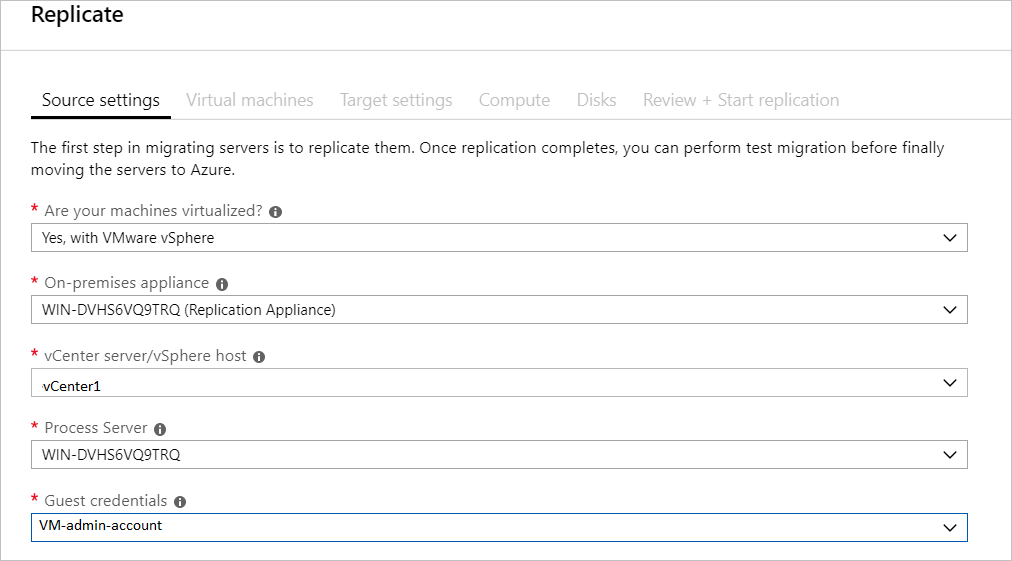 Replicate
Source settings Virtual machines Target settings Compute Disks Review + Start replication
The first step in migrating servers is to replicate them. Once replication completes, you can perform test migration before finally
moving the servers to Azure.
* Are your machines virtualized?
Yes, with VMware vSphere
* On-premises appliance
WIN-DVHS6VQ9TRQ (Replication Appliance)
* vCenter server/vSphere host
vCenter1
* Process Server
WIN-DVHS6VQ9TRQ
* Guest credentials
VM-admin-account